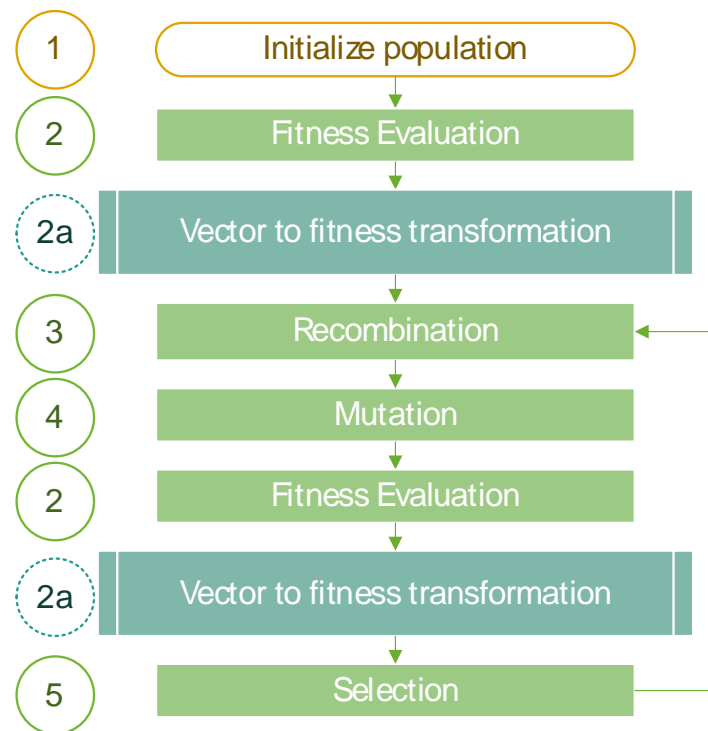 1
Initialize population
2
Fitness Evaluation
2a
Vector to fitness transformation
3
Recombination
4
Mutation
2
Fitness Evaluation
2a
Vector to fitness transformation
5
Selection